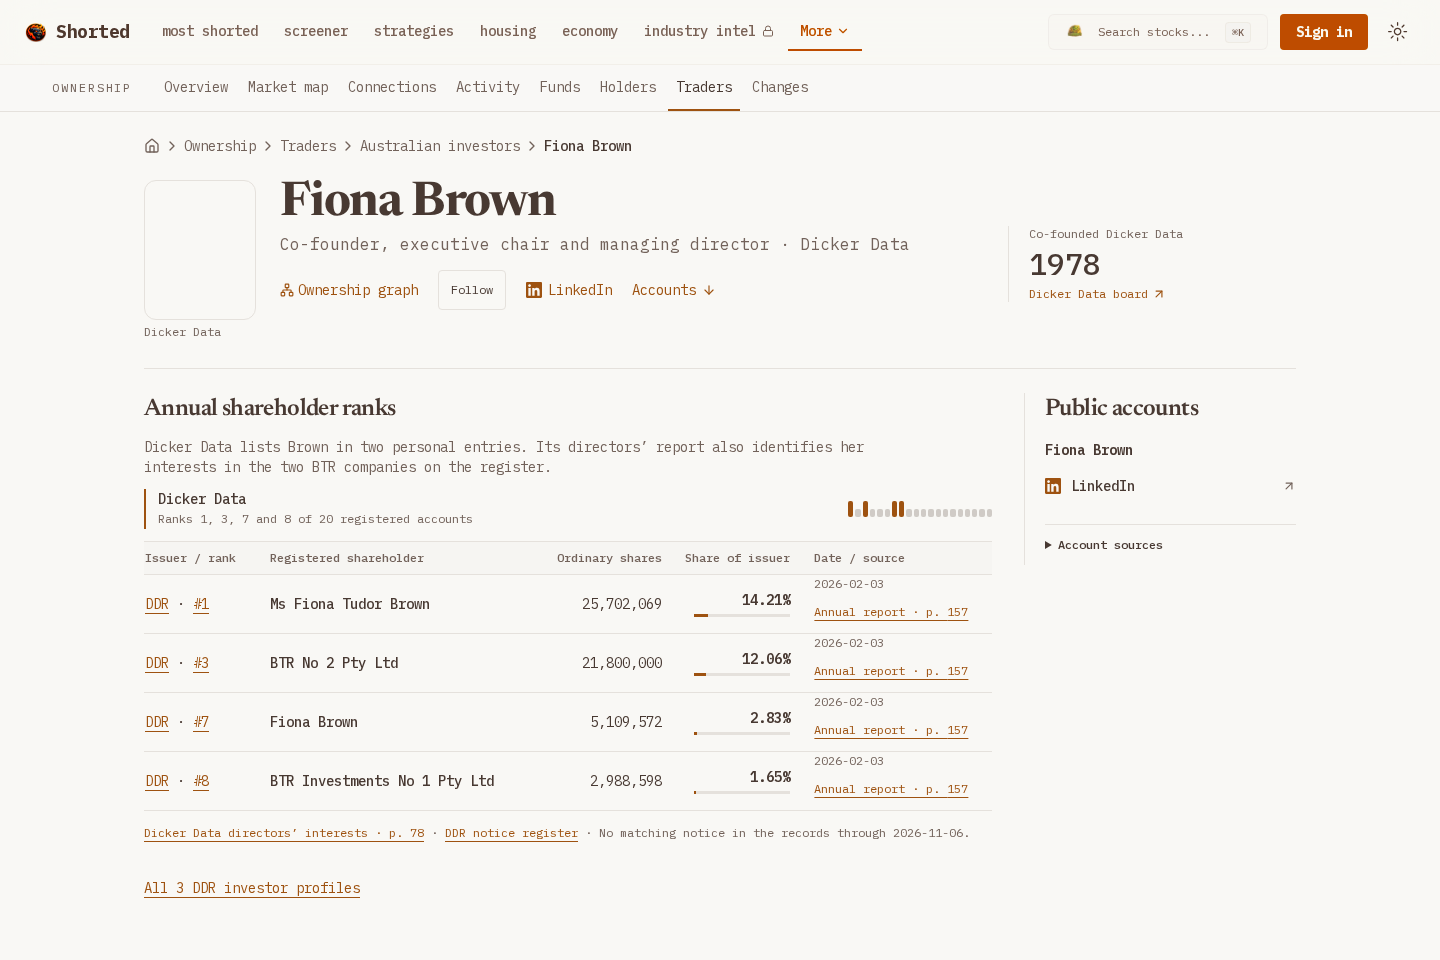 Shorted
most shorted
screener
strategies
housing
economy
industry intel
More
Search stocks...
⌘K
Sign in
OWNERSHIP
Overview
Market map
Connections
Activity
Funds
Holders
Traders
Changes
Ownership
Traders
Australian investors
Fiona Brown
Fiona Brown
Co-founder, executive chair and managing director · Dicker Data
Ownership graph
Follow
LinkedIn
Accounts ↓
Dicker Data
Co-founded Dicker Data
1978
Dicker Data board
Annual shareholder ranks
Dicker Data lists Brown in two personal entries. Its directors’ report also identifies her
interests in the two BTR companies on the register.
Dicker Data
Ranks 1, 3, 7 and 8 of 20 registered accounts
Issuer / rank Registered shareholder Ordinary shares Share of issuer Date / source
DDR · #1 Ms Fiona Tudor Brown 25,702,069 14.21% 2026-02-03
Annual report · p. 157
DDR · #3 BTR No 2 Pty Ltd 21,800,000 12.06% 2026-02-03
Annual report · p. 157
DDR · #7 Fiona Brown 5,109,572 2.83% 2026-02-03
Annual report · p. 157
DDR · #8 BTR Investments No 1 Pty Ltd 2,988,598 1.65% 2026-02-03
Annual report · p. 157
Dicker Data directors’ interests · p. 78 · DDR notice register · No matching notice in the records through 2026-11-06.
All 3 DDR investor profiles
Public accounts
Fiona Brown
LinkedIn
Account sources